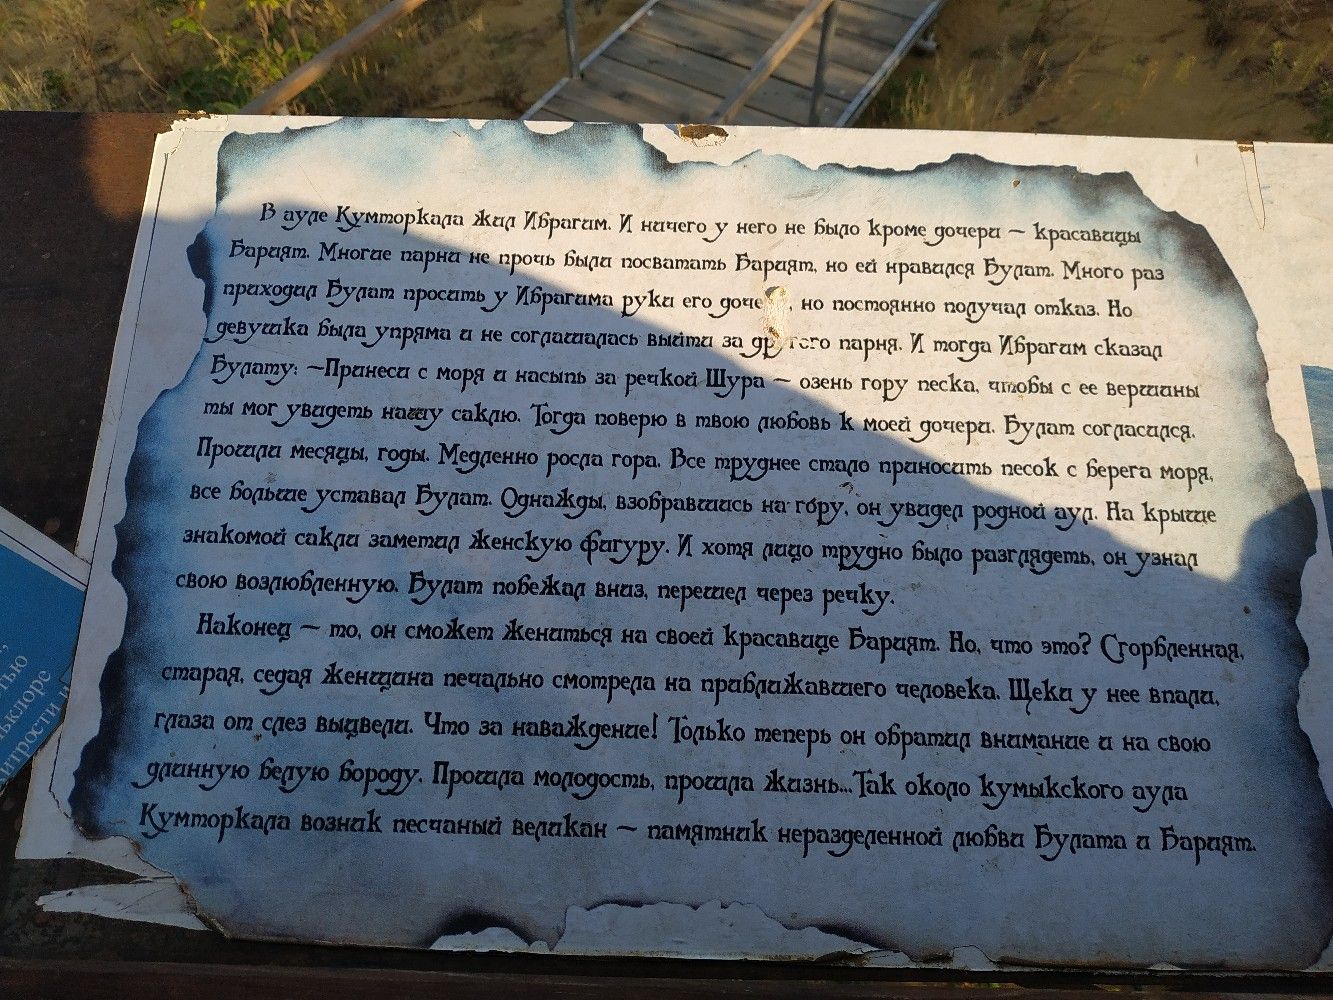 В ауле Кумторкала жил Ибрагим. И ничего у него не было кроме дочери – красавицы
Барият. Многие парни не прочь были посватать Барият, но ей нравился Булат. Много раз
приходил Булат просить у Ибрагима руки его доче, но постоянно получал отказ. Но
девушка была упряма и не соглашалась выйти за другого парня. И тогда Ибрагим сказал
Булату: –Принеси с моря и насыпь за речкой Шура – озень гору песка, чтобы с ее вершины
ты мог увидеть нашу саклю. Тогда поверю в твою любовь к моей дочери. Булат согласился.
Прошли месяцы, годы. Медленно росла гора. Все труднее стало приносить песок с берега моря,
все больше уставал Булат. Однажды, взобравшись на гору, он увидел родной аул. На крыше
знакомой сакли заметил женскую фигуру. И хотя лицо трудно было разглядеть, он узнал
свою возлюбленную. Булат побежал вниз, перешел через речку.
Наконец – то, он сможет жениться на своей красавице Барият. Но, что это? Сгорбленная,
старая, седая женщина печально смотрела на приближавшего человека. Щеки у нее впали,
глаза от слез выцвели. Что за наваждение! Только теперь он обратил внимание и на свою
длинную белую бороду. Прошла молодость, прошла жизнь...Так около кумыкского аула
Кумторкала возник песчаный великан – памятник неразделенной любви Булата и Барият.